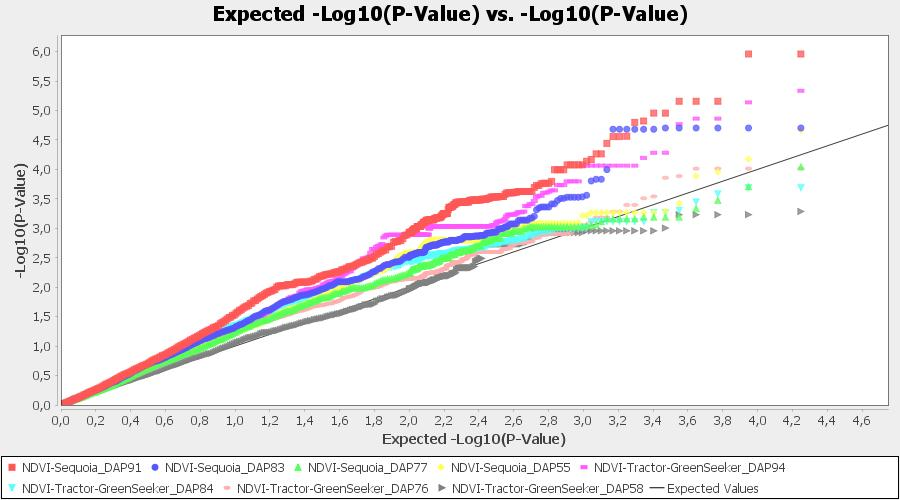 Expected -Log10(P-Value) vs. -Log10(P-Value)
-Log10(P-Value)
6,0
5,5
5,0
4,5
4,0
3,5
3,0
2,5
2,0
1,5
1,0
0,5
0,0
0,0 0,2 0,4 0,6 0,8 1,0 1,2 1,4 1,6 1,8 2,0 2,2 2,4 2,6 2,8 3,0 3,2 3,4 3,6 3,8 4,0 4,2 4,4 4,6
Expected -Log10(P-Value)
NDVI-Sequoia_DAP91 NDVI-Sequoia_DAP83 NDVI-Sequoia_DAP77 NDVI-Sequoia_DAP55 NDVI-Tractor-GreenSeeker_DAP94
NDVI-Tractor-GreenSeeker_DAP84 NDVI-Tractor-GreenSeeker_DAP76 NDVI-Tractor-GreenSeeker_DAP58 Expected Values